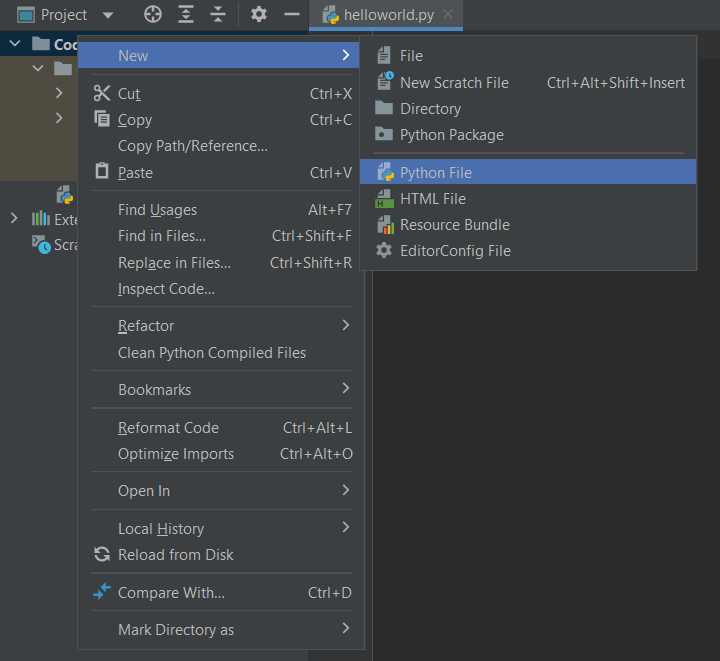 Project
helloworld.py
Coc
New
Cut Ctrl+X
Copy Ctrl+C
Copy Path/Reference...
Paste Ctrl+V
Find Usages Alt+F7
Find in Files... Ctrl+Shift+F
Replace in Files... Ctrl+Shift+R
Inspect Code...
Refactor
Clean Python Compiled Files
Bookmarks
Reformat Code Ctrl+Alt+L
Optimize Imports Ctrl+Alt+O
Open In
Local History
Reload from Disk
Compare With... Ctrl+D
Mark Directory as
File
New Scratch File Ctrl+Alt+Shift+Insert
Directory
Python Package
Python File
HTML File
Resource Bundle
EditorConfig File
Exte
Scra